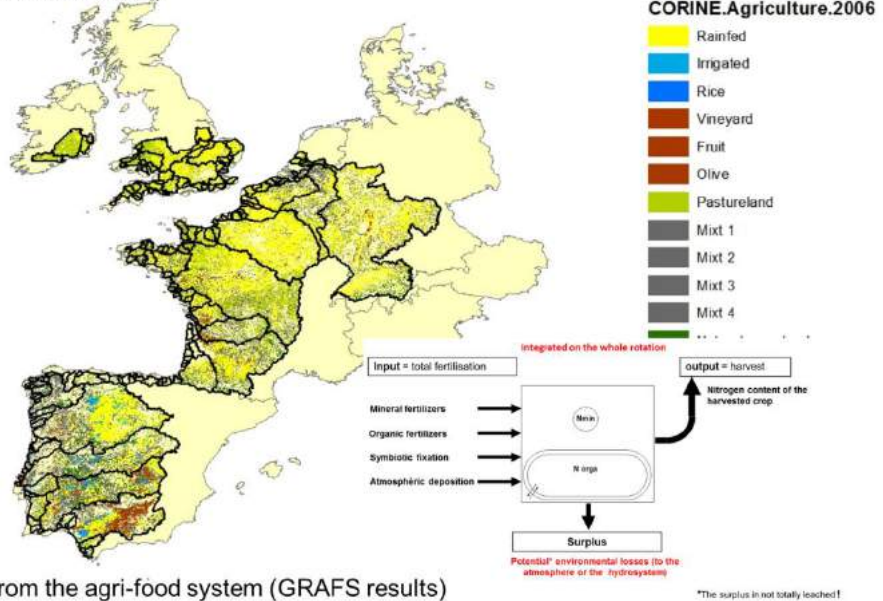 CORINE.Agriculture.2006
Rainfed
Irrigated
Rice
Vineyard
Fruit
Olive
Pastureland
Mixt 1
Mixt 2
Mixt 3
Mixt 4
Integrated on the whole rotation
Input = total fertilisation
output = harvest
Nitrogen content of the
harvested crop
Mineral fertilizers
Organic fertilizers
Symbiotic fixation
Atmosphèric deposition
Nmin
N orga
Surplus
Potential* environmental losses (to the
atmosphere or the hydrosystem)
rom the agri-food system (GRAFS results)
*The surplus in not totally leached!